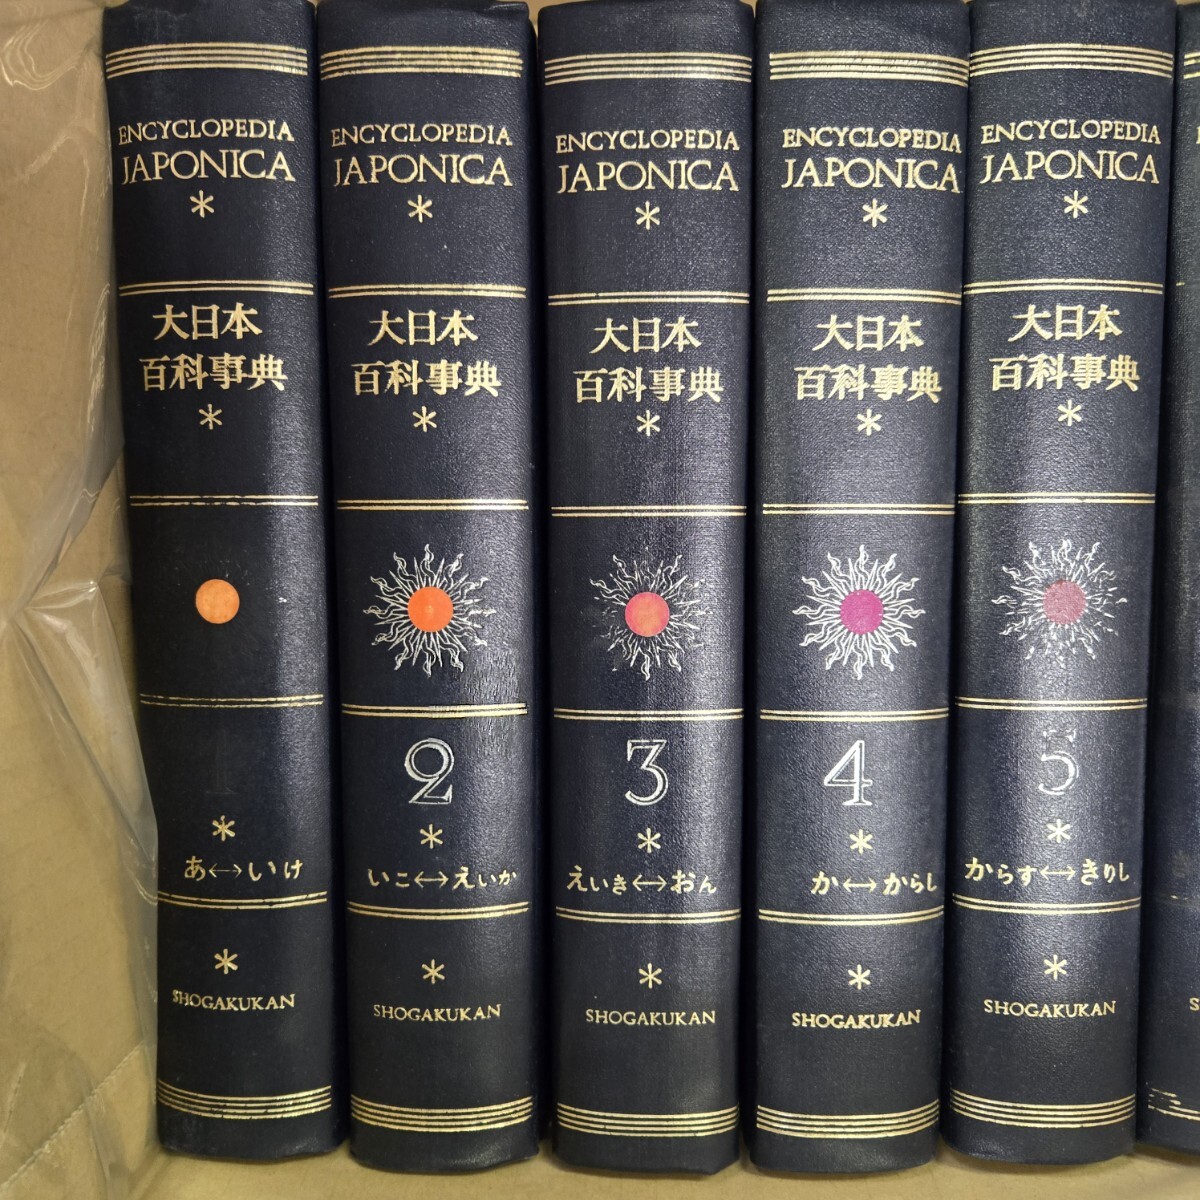 ENCYCLOPEDIA
JAPONICA
*
大日本
百科事典
*
*
あ↔いけ
*
SHOGAKUKAN
ENCYCLOPEDIA
JAPONICA
*
大日本
百科事典
*
2
*
いこ↔えいか
*
SHOGAKUKAN
ENCYCLOPEDIA
JAPONICA
*
大日本
百科事典
*
3
*
えいき↔おん
*
SHOGAKUKAN
ENCYCLOPEDIA
JAPONICA
*
大日本
百科事典
*
4
*
か↔からし
*
SHOGAKUKAN
ENCYCLOPEDIA
JAPONICA
*
大日本
百科事典
*
5
*
からす↔きりし
*
SHOGAKUKAN